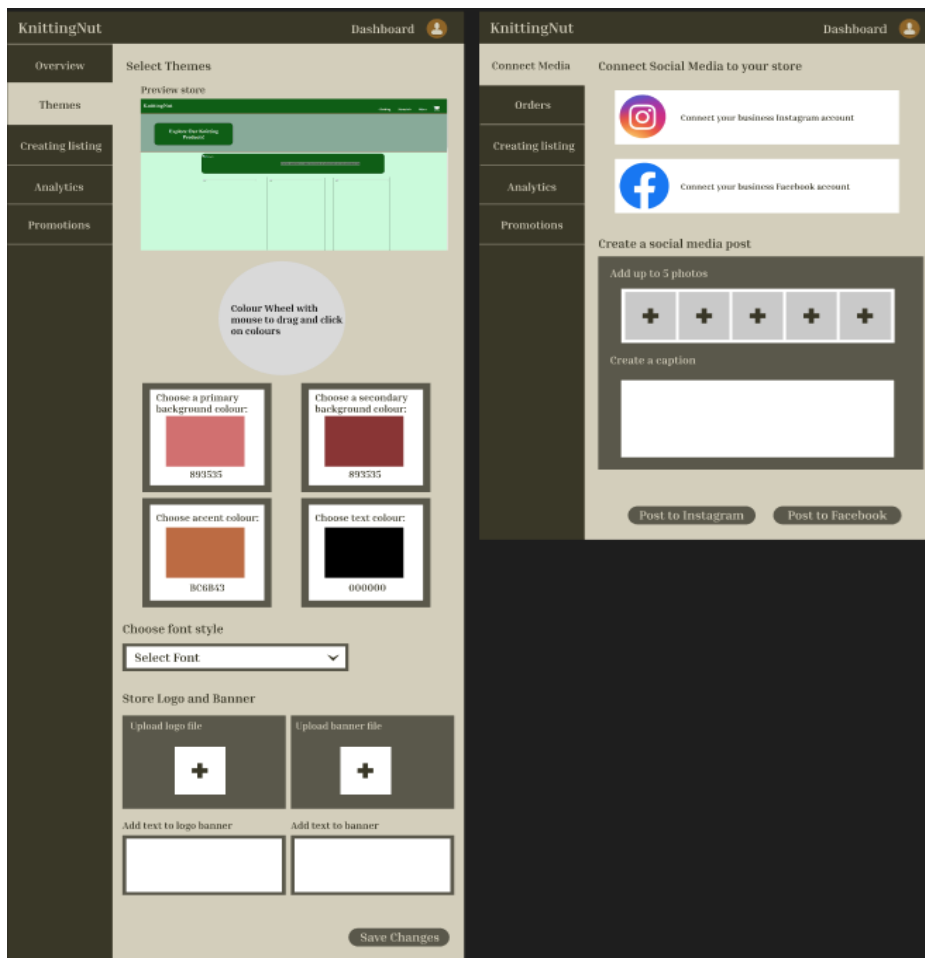 KnittingNut
Dashboard
Overview
Themes
Creating listing
Analytics
Promotions
Select Themes
Preview store
KnittingNut
Explore Our Knitting
Products!
Colour Wheel with
mouse to drag and click
on colours
Choose a primary
background colour:
893535
Choose a secondary
background colour:
893535
Choose accent colour:
BC6B43
Choose text colour:
000000
Choose font style
Select Font
Store Logo and Banner
Upload logo file
Upload banner file
Add text to logo banner
Add text to banner
Save Changes
KnittingNut
Dashboard
Connect Media
Orders
Creating listing
Analytics
Promotions
Connect Social Media to your store
Connect your business Instagram account
Connect your business Facebook account
Create a social media post
Add up to 5 photos
Create a caption
Post to Instagram
Post to Facebook